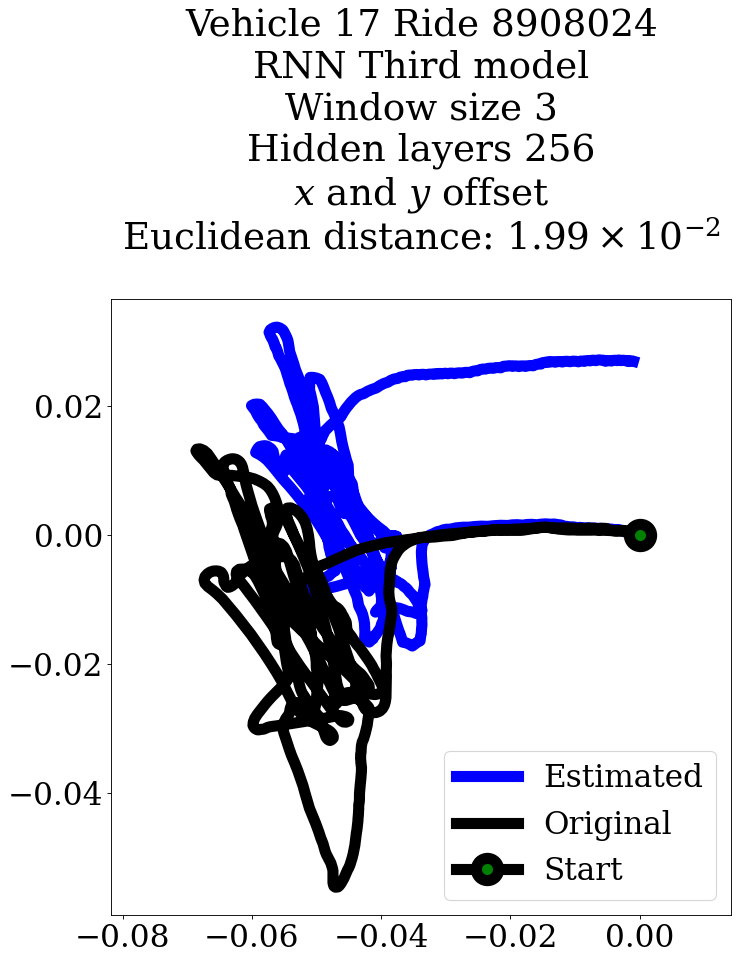 Vehicle 17 Ride 8908024
RNN Third model
Window size 3
Hidden layers 256
x and y offset
Euclidean distance: 1.99 × 10⁻²
0.02
0.00
−0.02
−0.04
Estimated
Original
Start
−0.08 −0.06 −0.04 −0.02 0.00